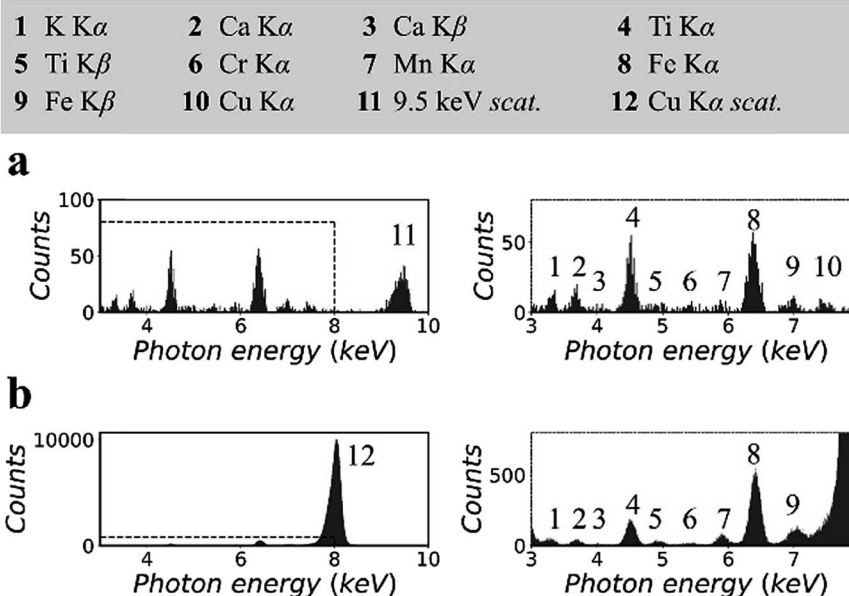 1 K Kα 2 Ca Kα 3 Ca Kβ 4 Ti Kα
5 Ti Kβ 6 Cr Kα 7 Mn Kα 8 Fe Kα
9 Fe Kβ 10 Cu Kα 11 9.5 keV scat. 12 Cu Kα scat.
a
100
50
0
Counts
11
4 6 8 10
Photon energy (keV)
50
0
Counts
1 2 3 4 5 6 7 8 9 10
3 4 5 6 7
Photon energy (keV)
b
10000
0
Counts
12
4 6 8 10
Photon energy (keV)
500
0
Counts
1 2 3 4 5 6 7 8 9
3 4 5 6 7
Photon energy (keV)